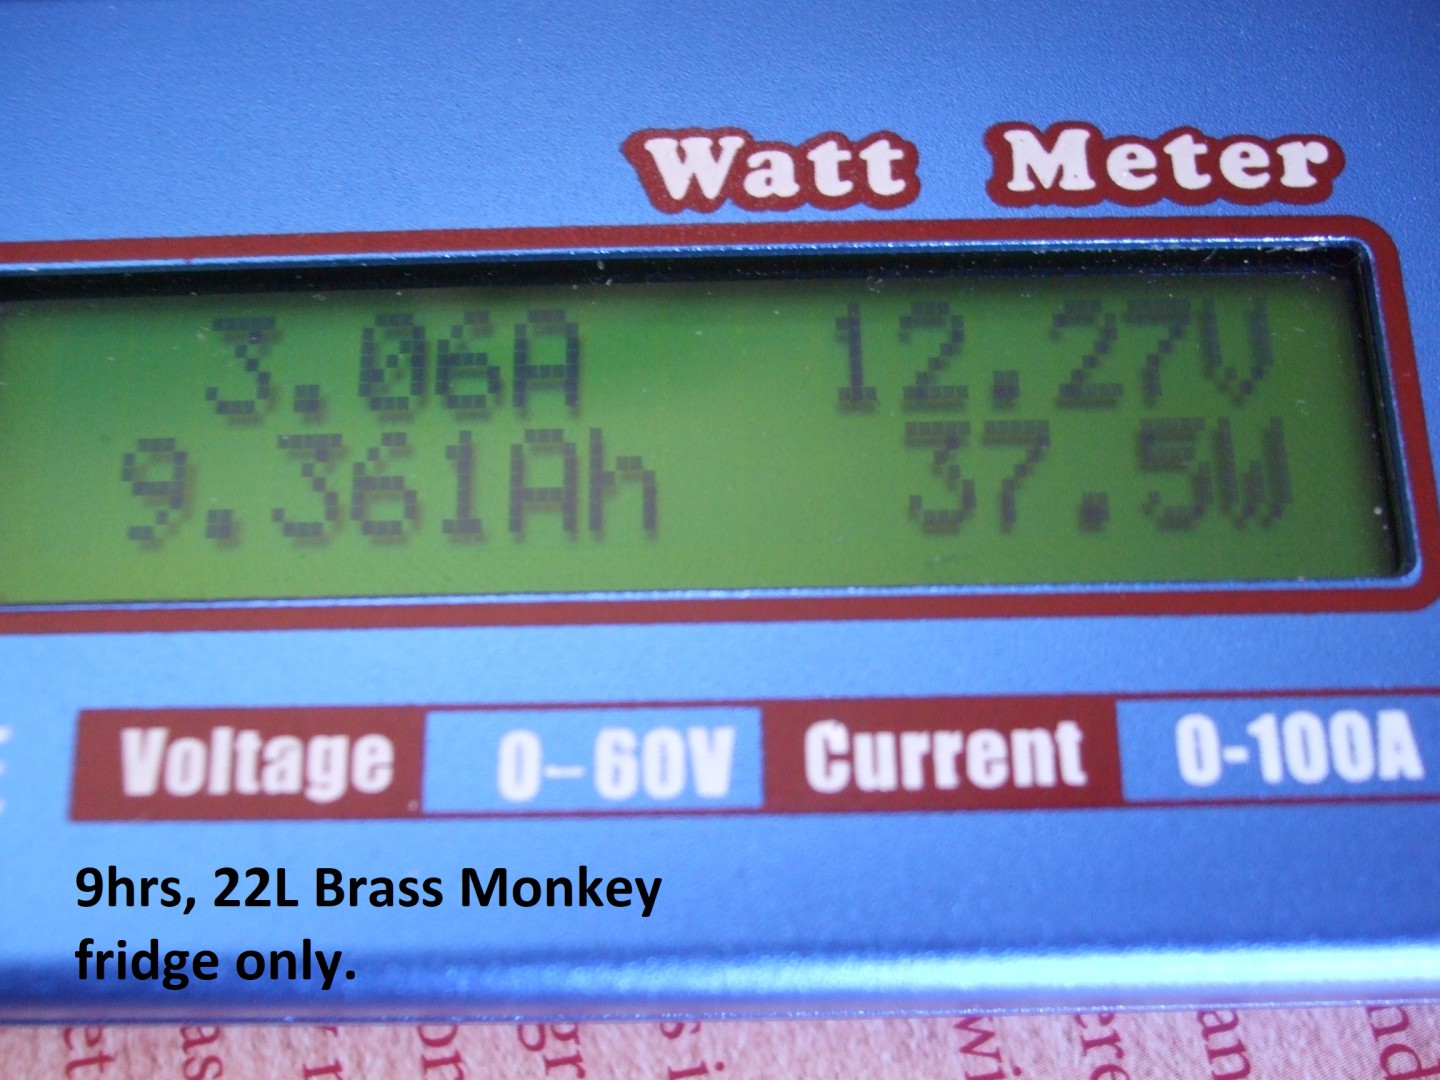 Watt Meter
3.06A 12.27V
9.361Ah 37.5W
Voltage 0-60V Current 0-100A
9hrs, 22L Brass Monkey
fridge only.